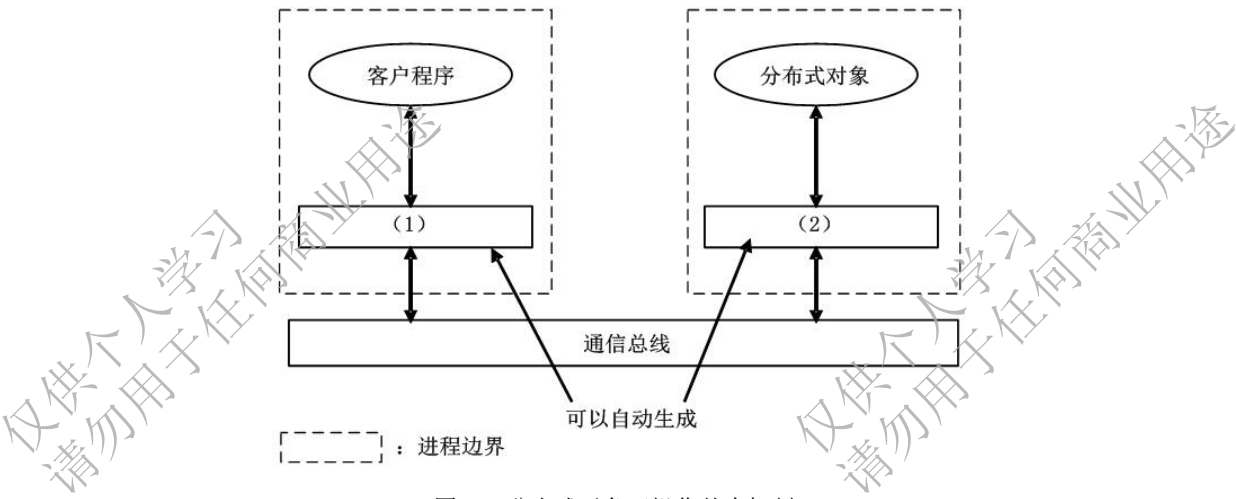 客户程序
分布式对象
(1)
(2)
通信总线
可以自动生成
：进程边界
仅供个人学习
请勿用于任何商业用途
仅供个人学习
请勿用于任何商业用途